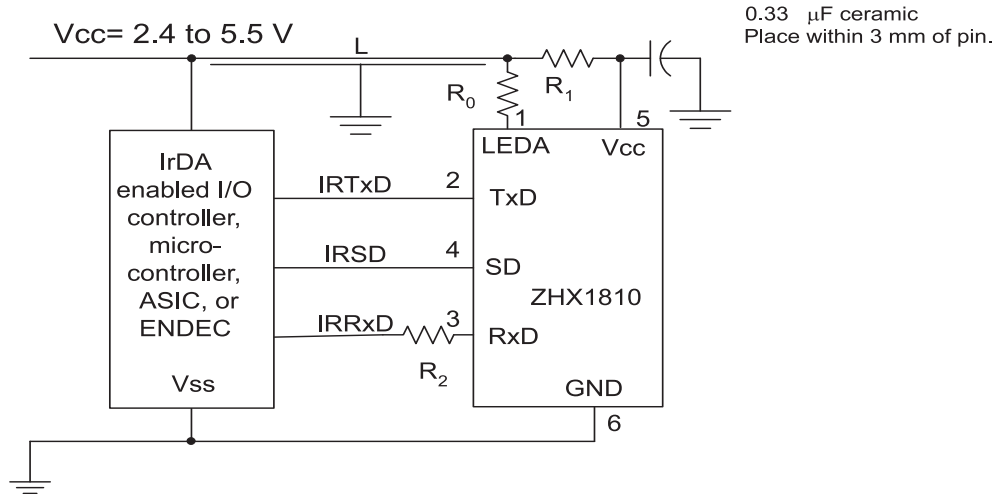 0.33 μF ceramic
Place within 3 mm of pin.
Vcc= 2.4 to 5.5 V
L
R0
R1
1
5
LEDA
Vcc
IrDA
enabled I/O
controller,
micro-
controller,
ASIC, or
ENDEC
Vss
IRTxD
2
TxD
IRSD
4
SD
ZHX1810
IRRxD
3
RxD
R2
GND
6